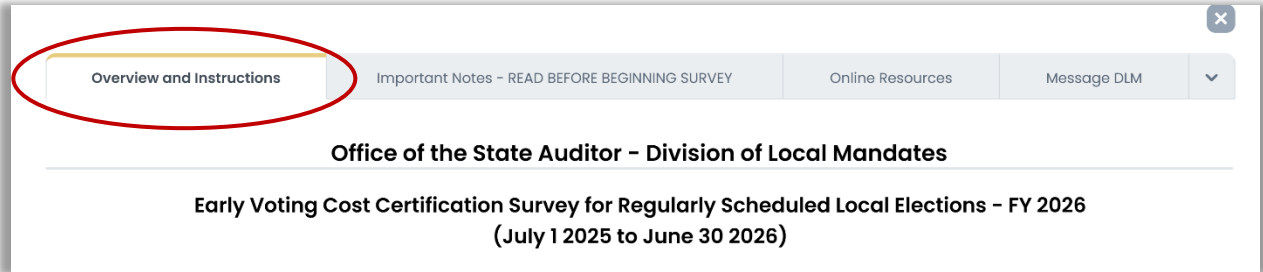 Overview and Instructions
Important Notes - READ BEFORE BEGINNING SURVEY
Online Resources
Message DLM
Office of the State Auditor - Division of Local Mandates
Early Voting Cost Certification Survey for Regularly Scheduled Local Elections - FY 2026
(July 1 2025 to June 30 2026)